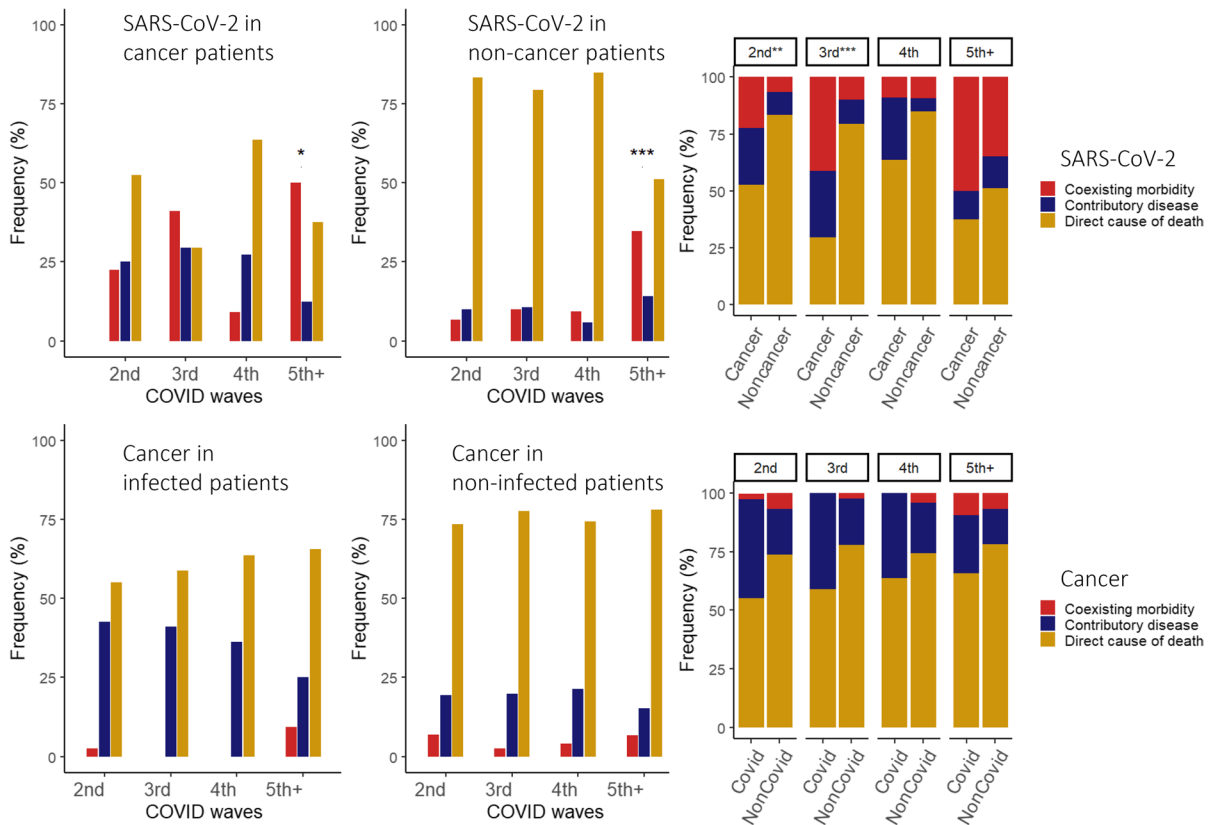 SARS-CoV-2 in
cancer patients
100
75
50
25
0
Frequency (%)
*
2nd
3rd
4th
5th+
COVID waves
SARS-CoV-2 in
non-cancer patients
100
75
50
25
0
Frequency (%)
***
2nd
3rd
4th
5th+
COVID waves
2nd**
3rd***
4th
5th+
100
75
50
25
0
Frequency (%)
Cancer
Noncancer
Cancer
Noncancer
Cancer
Noncancer
Cancer
Noncancer
SARS-CoV-2
Coexisting morbidity
Contributory disease
Direct cause of death
Cancer in
infected patients
100
75
50
25
0
Frequency (%)
2nd
3rd
4th
5th+
COVID waves
Cancer in
non-infected patients
100
75
50
25
0
Frequency (%)
2nd
3rd
4th
5th+
COVID waves
2nd
3rd
4th
5th+
100
75
50
25
0
Frequency (%)
Covid
NonCovid
Covid
NonCovid
Covid
NonCovid
Covid
NonCovid
Cancer
Coexisting morbidity
Contributory disease
Direct cause of death